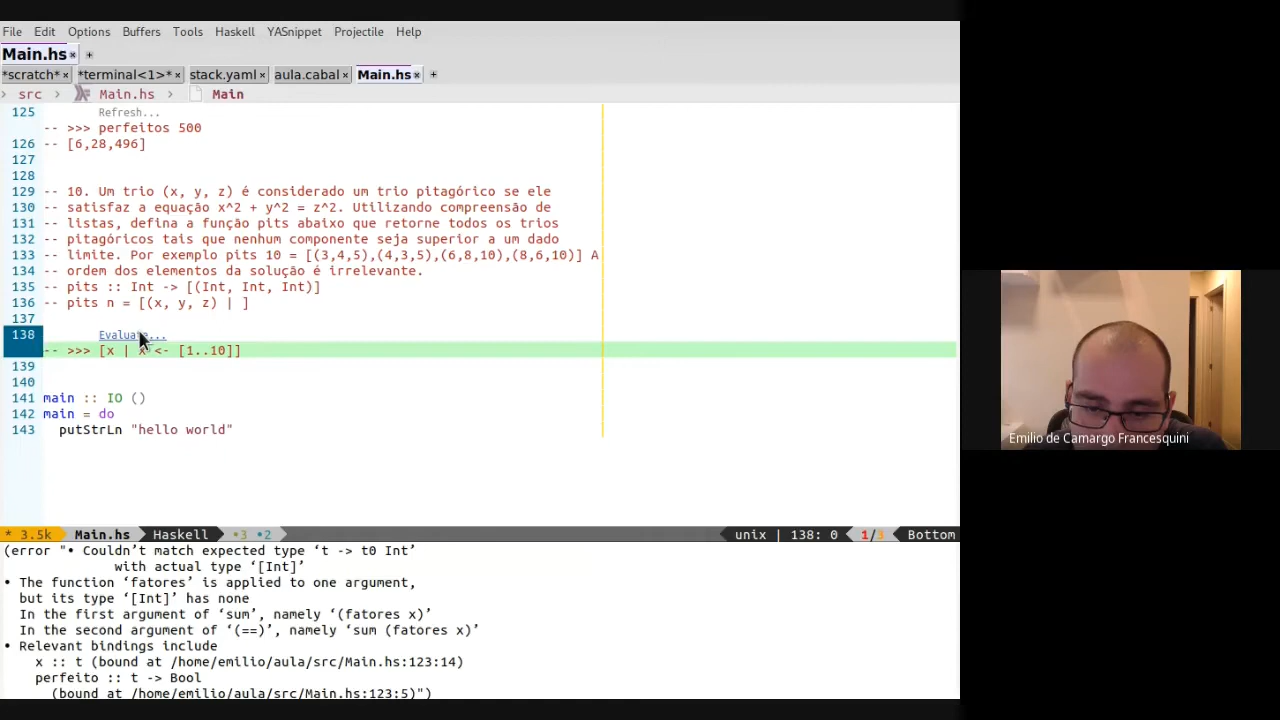 File Edit Options Buffers Tools Haskell YASnippet Projectile Help
Main.hs × +
*scratch* × *terminal<1>* × stack.yaml × aula.cabal × Main.hs × +
> src > Main.hs > Main
125 Refresh...
-- >>> perfeitos 500
126 -- [6,28,496]
127
128
129 -- 10. Um trio (x, y, z) é considerado um trio pitagórico se ele
130 -- satisfaz a equação x^2 + y^2 = z^2. Utilizando compreensão de
131 -- listas, defina a função pits abaixo que retorne todos os trios
132 -- pitagóricos tais que nenhum componente seja superior a um dado
133 -- limite. Por exemplo pits 10 = [(3,4,5),(4,3,5),(6,8,10),(8,6,10)] A
134 -- ordem dos elementos da solução é irrelevante.
135 -- pits :: Int -> [(Int, Int, Int)]
136 -- pits n = [(x, y, z) | ]
137
138 Evaluate...
-- >>> [x | x <- [1..10]]
139
140
141 main :: IO ()
142 main = do
143 putStrLn "hello world"
* 3.5k Main.hs Haskell •3 •2 unix | 138: 0 1/3 Bottom
(error "• Couldn’t match expected type ‘t -> t0 Int’
with actual type ‘[Int]’
• The function ‘fatores’ is applied to one argument,
but its type ‘[Int]’ has none
In the first argument of ‘sum’, namely ‘(fatores x)’
In the second argument of ‘(==)’, namely ‘sum (fatores x)’
• Relevant bindings include
x :: t (bound at /home/emilio/aula/src/Main.hs:123:14)
perfeito :: t -> Bool
(bound at /home/emilio/aula/src/Main.hs:123:5)")
Emilio de Camargo Francesquini